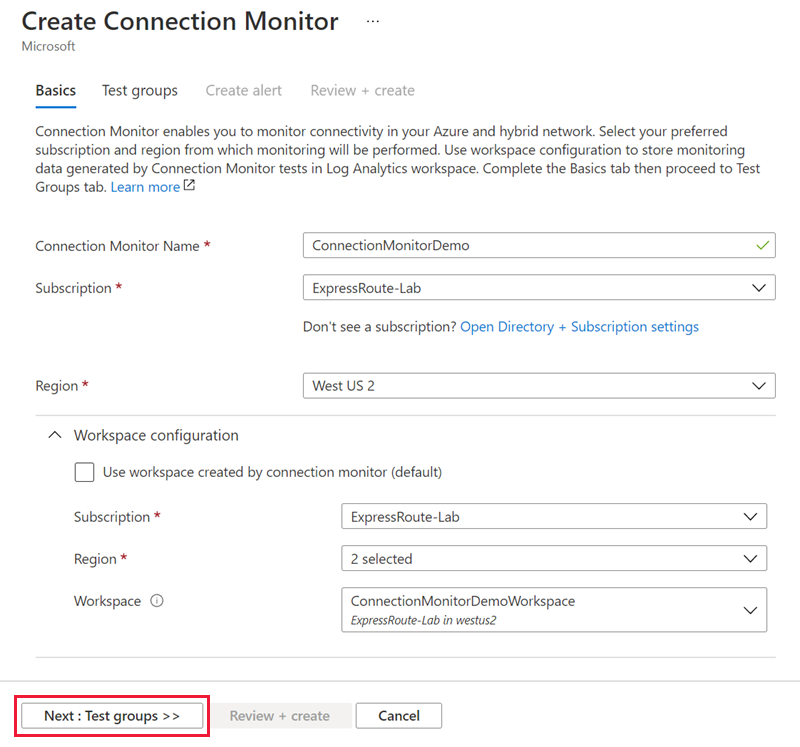 Create Connection Monitor ...
Microsoft
Basics Test groups Create alert Review + create
Connection Monitor enables you to monitor connectivity in your Azure and hybrid network. Select your preferred
subscription and region from which monitoring will be performed. Use workspace configuration to store monitoring
data generated by Connection Monitor tests in Log Analytics workspace. Complete the Basics tab then proceed to Test
Groups tab. Learn more
Connection Monitor Name * ConnectionMonitorDemo
Subscription * ExpressRoute-Lab
Don't see a subscription? Open Directory + Subscription settings
Region * West US 2
Workspace configuration
Use workspace created by connection monitor (default)
Subscription * ExpressRoute-Lab
Region * 2 selected
Workspace ConnectionMonitorDemoWorkspace
ExpressRoute-Lab in westus2
Next : Test groups >> Review + create Cancel